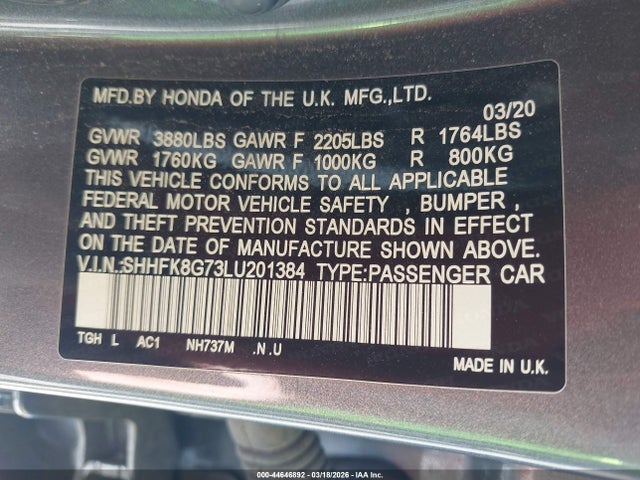 MFD.BY HONDA OF THE U.K. MFG.,LTD.
03/20
GVWR 3880LBS GAWR F 2205LBS R 1764LBS
GVWR 1760KG GAWR F 1000KG R 800KG
THIS VEHICLE CONFORMS TO ALL APPLICABLE
FEDERAL MOTOR VEHICLE SAFETY , BUMPER ,
AND THEFT PREVENTION STANDARDS IN EFFECT
ON THE DATE OF MANUFACTURE SHOWN ABOVE.
V.I.N.:SHHFK8G73LU201384 TYPE:PASSENGER CAR
TGH L AC1 NH737M .N.U
MADE IN U.K.
000-44646892 - 03/18/2026 - IAA Inc.